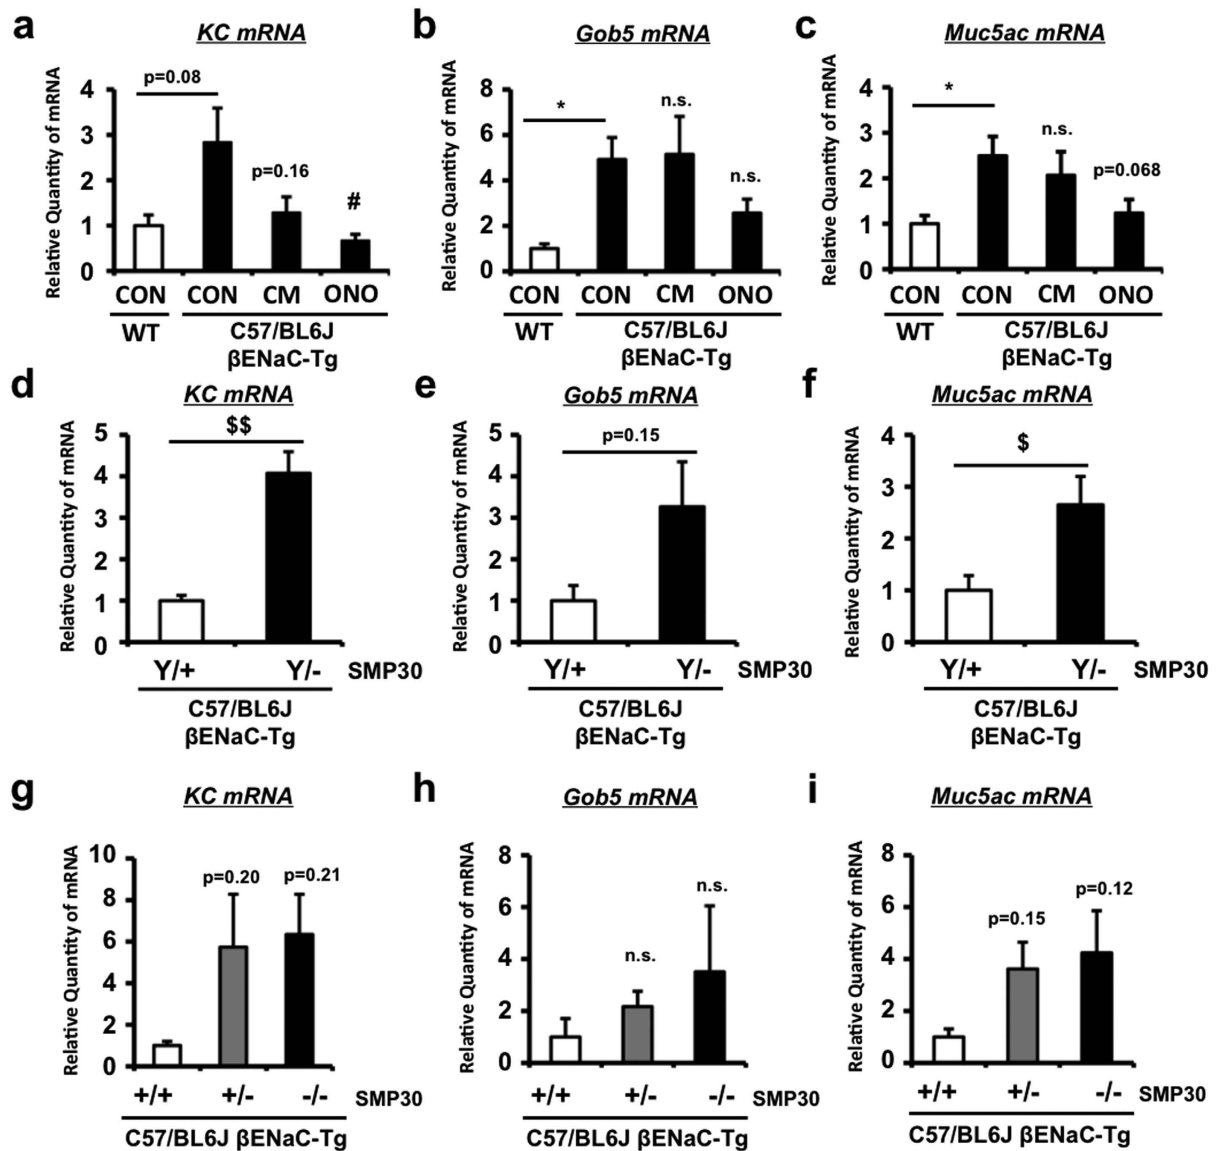 a
KC mRNA
Relative Quantity of mRNA
4
3
2
1
0
p=0.08
p=0.16
#
CON CON CM ONO
WT
C57/BL6J
βENaC-Tg
b
Gob5 mRNA
Relative Quantity of mRNA
8
6
4
2
0
*
n.s.
n.s.
CON CON CM ONO
WT
C57/BL6J
βENaC-Tg
c
Muc5ac mRNA
Relative Quantity of mRNA
4
3
2
1
0
*
n.s.
p=0.068
CON CON CM ONO
WT
C57/BL6J
βENaC-Tg
d
KC mRNA
Relative Quantity of mRNA
5
4
3
2
1
0
$$
Y/+ Y/- SMP30
C57/BL6J
βENaC-Tg
e
Gob5 mRNA
Relative Quantity of mRNA
5
4
3
2
1
0
p=0.15
Y/+ Y/- SMP30
C57/BL6J
βENaC-Tg
f
Muc5ac mRNA
Relative Quantity of mRNA
4
3
2
1
0
$
Y/+ Y/- SMP30
C57/BL6J
βENaC-Tg
g
KC mRNA
Relative Quantity of mRNA
10
8
6
4
2
0
p=0.20
p=0.21
+/+ +/- -/- SMP30
C57/BL6J βENaC-Tg
h
Gob5 mRNA
Relative Quantity of mRNA
8
6
4
2
0
n.s.
n.s.
+/+ +/- -/- SMP30
C57/BL6J βENaC-Tg
i
Muc5ac mRNA
Relative Quantity of mRNA
8
6
4
2
0
p=0.15
p=0.12
+/+ +/- -/- SMP30
C57/BL6J βENaC-Tg